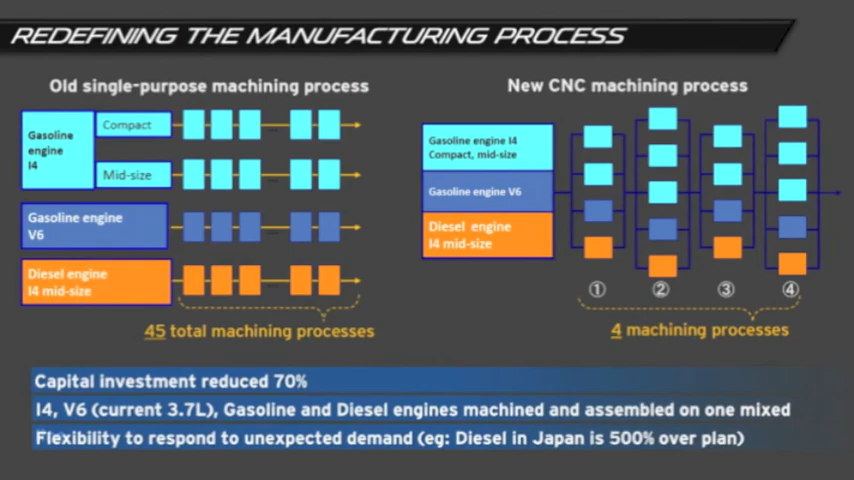 REDEFINING THE MANUFACTURING PROCESS
Old single-purpose machining process
Gasoline
engine
I4
Compact
...
Mid-size
...
Gasoline engine
V6
...
Diesel engine
I4 mid-size
...
45 total machining processes
New CNC machining process
Gasoline engine I4
Compact, mid-size
Gasoline engine V6
Diesel engine
I4 mid-size
① ② ③ ④
4 machining processes
Capital investment reduced 70%
I4, V6 (current 3.7L), Gasoline and Diesel engines machined and assembled on one mixed
Flexibility to respond to unexpected demand (eg: Diesel in Japan is 500% over plan)